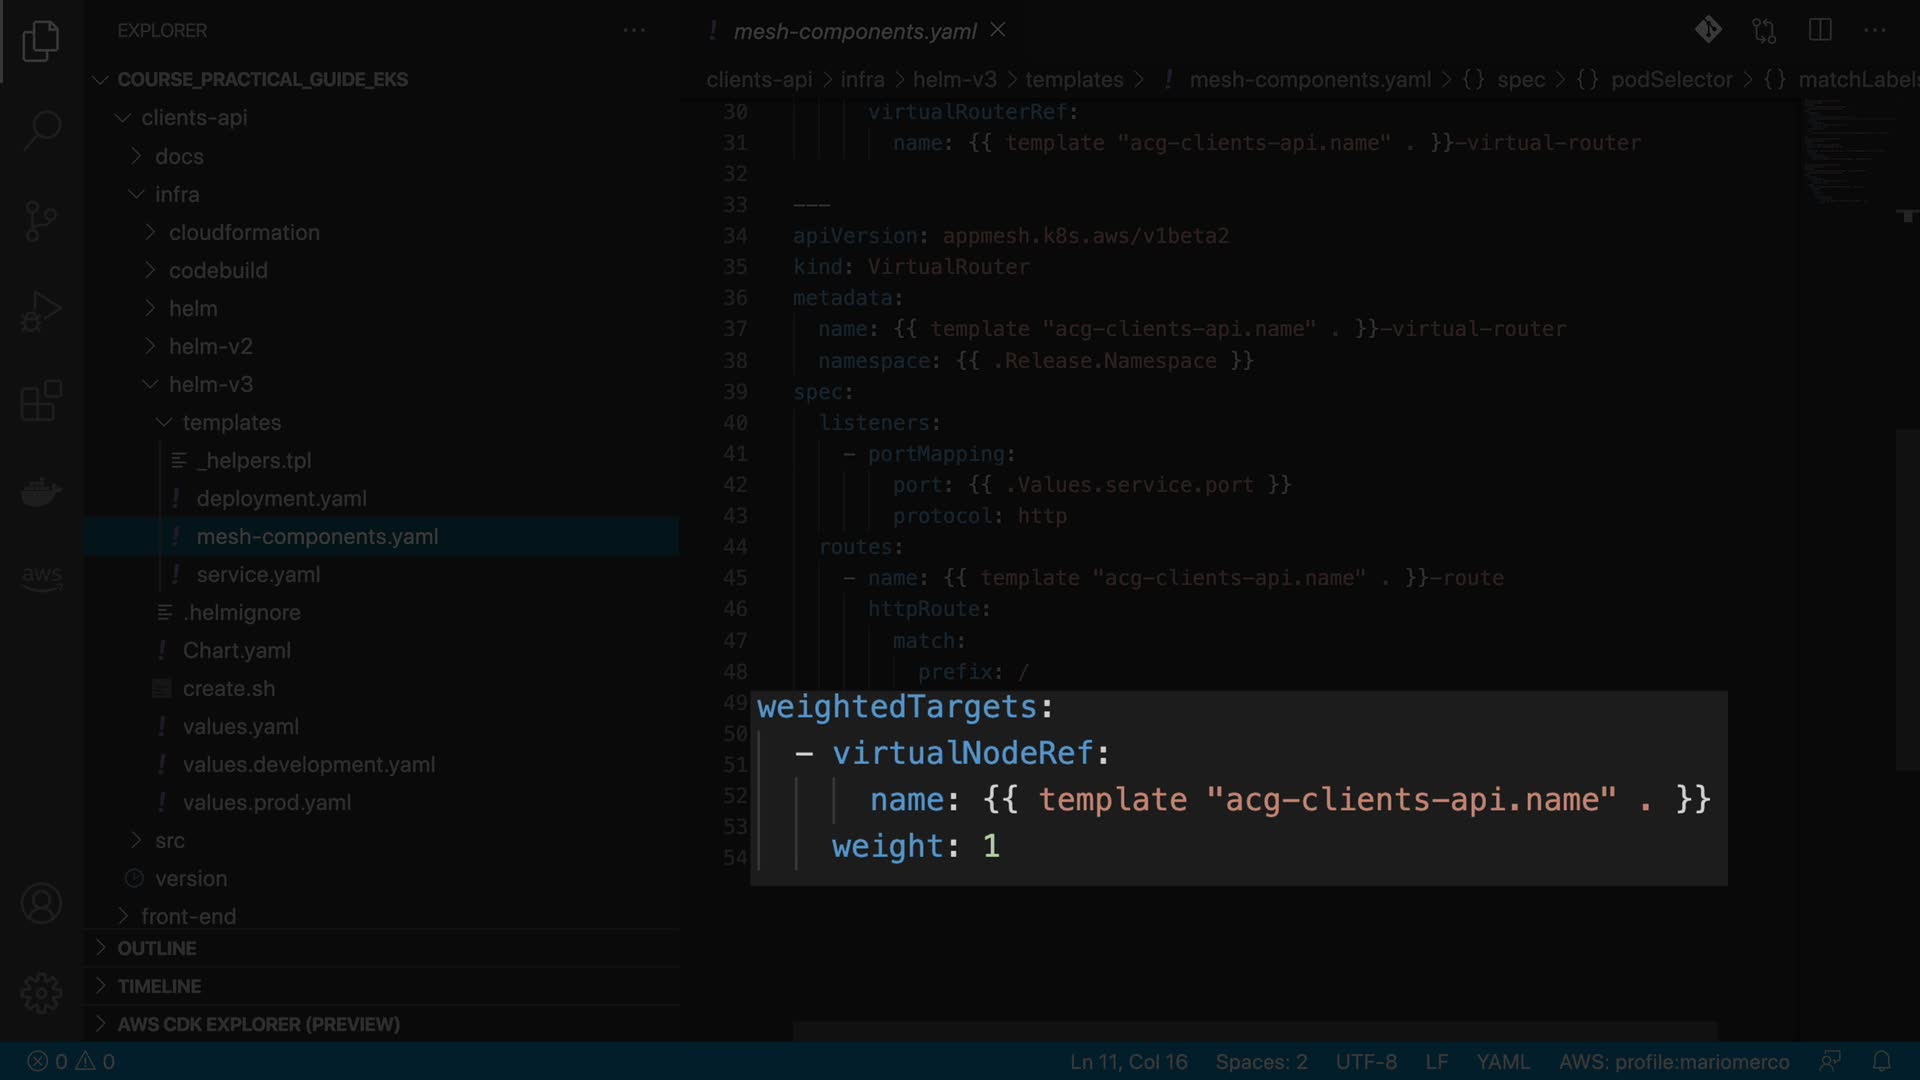 EXPLORER
COURSE_PRACTICAL_GUIDE_EKS
clients-api
docs
infra
cloudformation
codebuild
helm
helm-v2
helm-v3
templates
_helpers.tpl
deployment.yaml
mesh-components.yaml
service.yaml
.helmignore
Chart.yaml
create.sh
values.yaml
values.development.yaml
values.prod.yaml
src
version
front-end
OUTLINE
TIMELINE
AWS CDK EXPLORER (PREVIEW)
aws
! mesh-components.yaml
clients-api > infra > helm-v3 > templates > ! mesh-components.yaml > {} spec > {} podSelector > {} matchLabels
30 virtualRouterRef:
31 name: {{ template "acg-clients-api.name" . }}-virtual-router
32
33 ---
34 apiVersion: appmesh.k8s.aws/v1beta2
35 kind: VirtualRouter
36 metadata:
37 name: {{ template "acg-clients-api.name" . }}-virtual-router
38 namespace: {{ .Release.Namespace }}
39 spec:
40 listeners:
41 - portMapping:
42 port: {{ .Values.service.port }}
43 protocol: http
44 routes:
45 - name: {{ template "acg-clients-api.name" . }}-route
46 httpRoute:
47 match:
48 prefix: /
49
50
51
52
53
54
weightedTargets:
- virtualNodeRef:
name: {{ template "acg-clients-api.name" . }}
weight: 1
0 0 Ln 11, Col 16 Spaces: 2 UTF-8 LF YAML AWS: profile:mariomerco